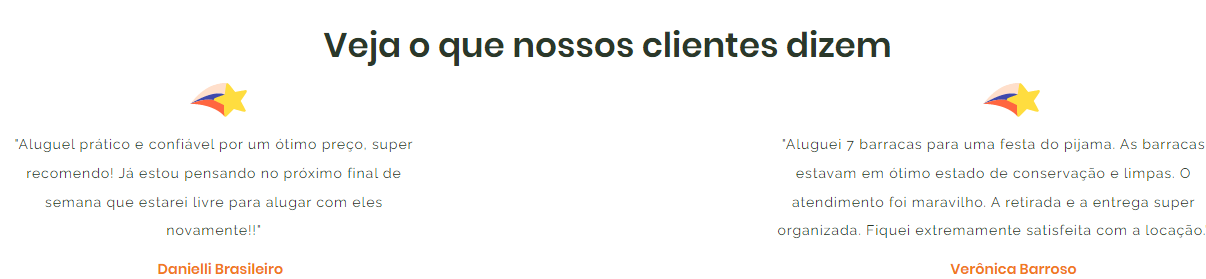 Veja o que nossos clientes dizem
"Aluguel prático e confiável por um ótimo preço, super
recomendo! Já estou pensando no próximo final de
semana que estarei livre para alugar com eles
novamente!!"
Danielli Brasileiro
"Aluguei 7 barracas para uma festa do pijama. As barracas
estavam em ótimo estado de conservação e limpas. O
atendimento foi maravilho. A retirada e a entrega super
organizada. Fiquei extremamente satisfeita com a locação."
Verônica Barroso